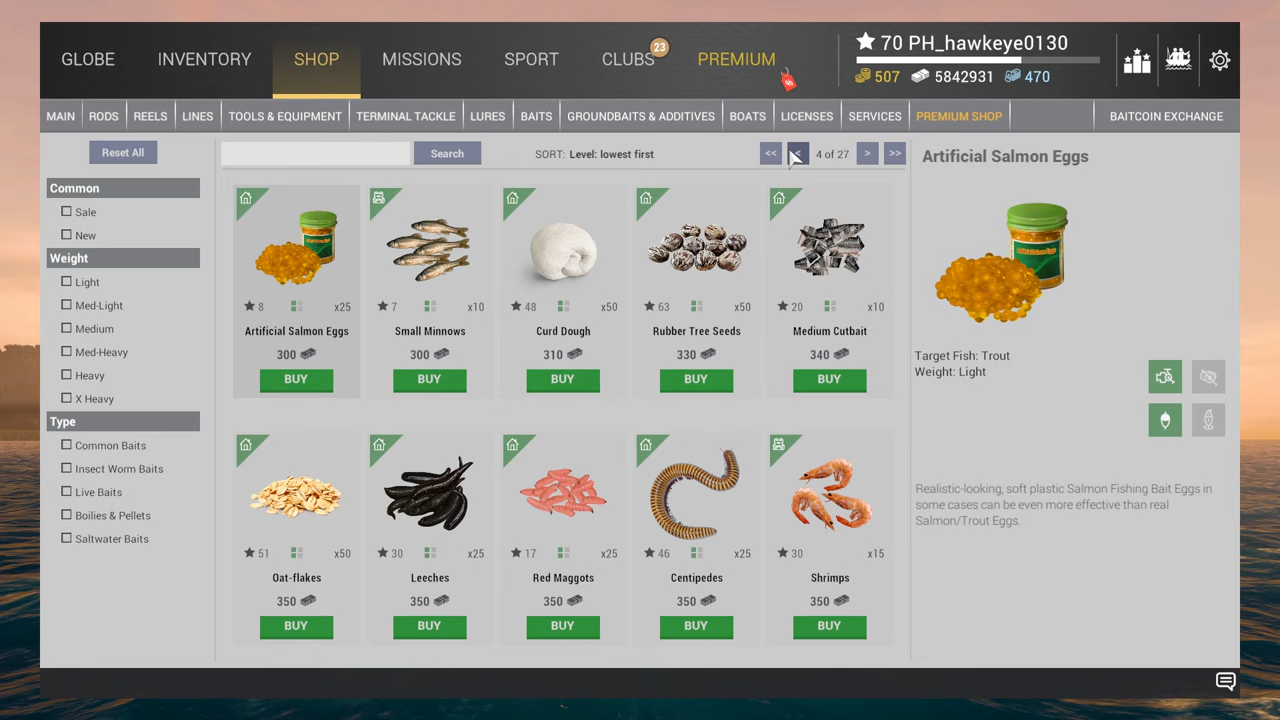 GLOBE INVENTORY SHOP MISSIONS SPORT CLUBS 23 PREMIUM %
70 PH_hawkeye0130
507 5842931 470
MAIN RODS REELS LINES TOOLS & EQUIPMENT TERMINAL TACKLE LURES BAITS GROUNDBAITS & ADDITIVES BOATS LICENSES SERVICES PREMIUM SHOP BAITCOIN EXCHANGE
Reset All
Search
SORT: Level: lowest first
<< < 4 of 27 > >>
Common
Sale
New
Weight
Light
Med-Light
Medium
Med-Heavy
Heavy
X Heavy
Type
Common Baits
Insect Worm Baits
Live Baits
Boilies & Pellets
Saltwater Baits
8 x25
Artificial Salmon Eggs
300
BUY
7 x10
Small Minnows
300
BUY
48 x50
Curd Dough
310
BUY
63 x50
Rubber Tree Seeds
330
BUY
20 x10
Medium Cutbait
340
BUY
51 x50
Oat-flakes
350
BUY
30 x25
Leeches
350
BUY
17 x25
Red Maggots
350
BUY
46 x25
Centipedes
350
BUY
30 x15
Shrimps
350
BUY
Artificial Salmon Eggs
Target Fish: Trout
Weight: Light
Realistic-looking, soft plastic Salmon Fishing Bait Eggs in
some cases can be even more effective than real
Salmon/Trout Eggs.